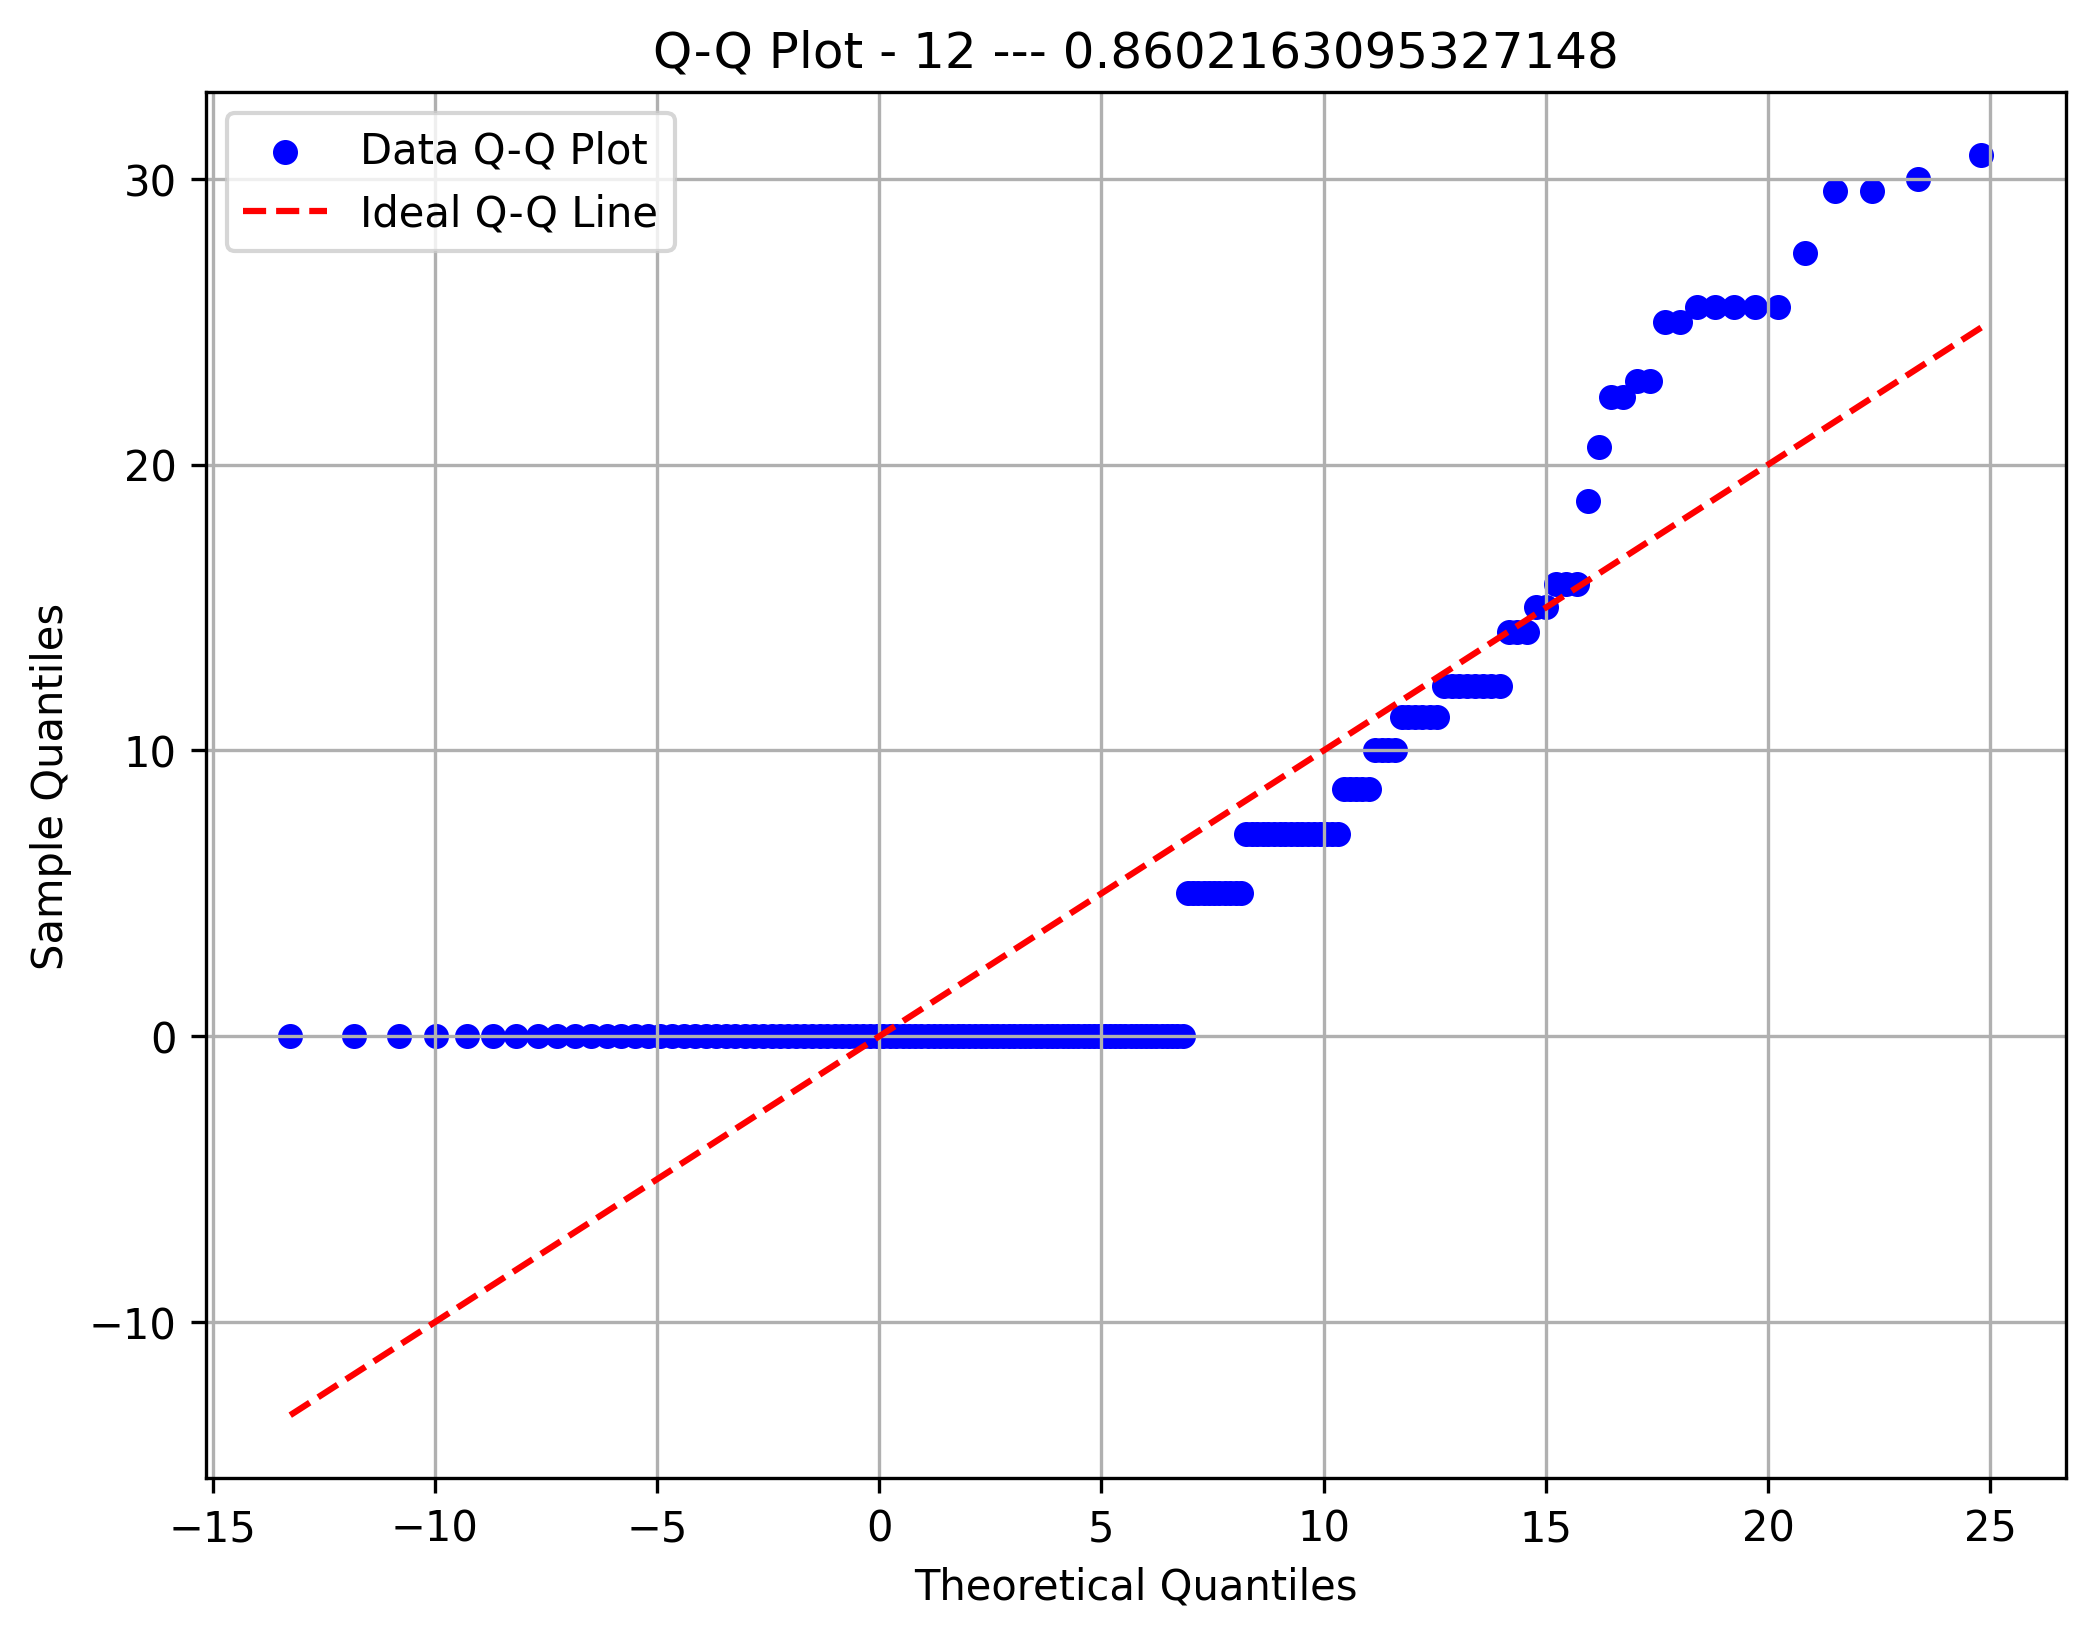 Q-Q Plot - 12 --- 0.8602163095327148
Data Q-Q Plot
Ideal Q-Q Line
30
20
10
0
−10
Sample Quantiles
−15 −10 −5 0 5 10 15 20 25
Theoretical Quantiles